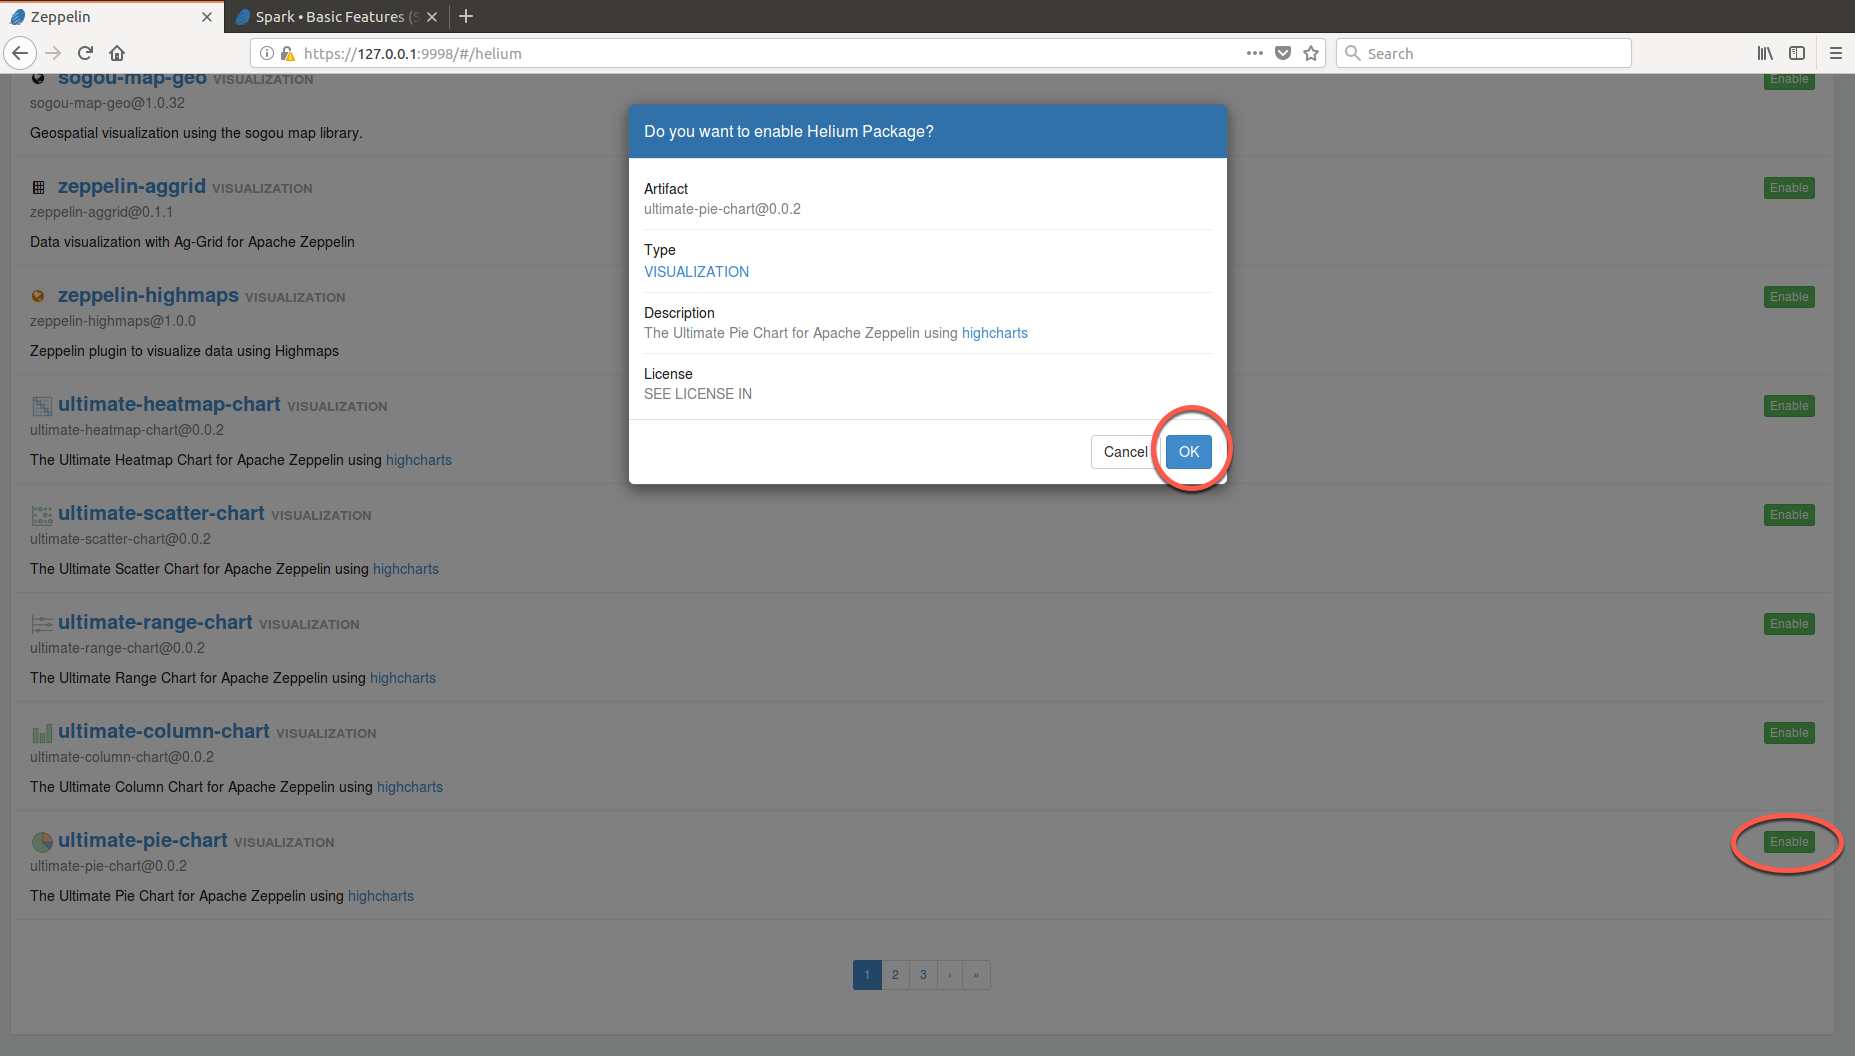 Zeppelin
Spark • Basic Features (S
https://127.0.0.1:9998/#/helium
Search
sogou-map-geo VISUALIZATION
Enable
sogou-map-geo@1.0.32
Geospatial visualization using the sogou map library.
zeppelin-aggrid VISUALIZATION
Enable
zeppelin-aggrid@0.1.1
Data visualization with Ag-Grid for Apache Zeppelin
zeppelin-highmaps VISUALIZATION
Enable
zeppelin-highmaps@1.0.0
Zeppelin plugin to visualize data using Highmaps
ultimate-heatmap-chart VISUALIZATION
Enable
ultimate-heatmap-chart@0.0.2
The Ultimate Heatmap Chart for Apache Zeppelin using highcharts
ultimate-scatter-chart VISUALIZATION
Enable
ultimate-scatter-chart@0.0.2
The Ultimate Scatter Chart for Apache Zeppelin using highcharts
ultimate-range-chart VISUALIZATION
Enable
ultimate-range-chart@0.0.2
The Ultimate Range Chart for Apache Zeppelin using highcharts
ultimate-column-chart VISUALIZATION
Enable
ultimate-column-chart@0.0.2
The Ultimate Column Chart for Apache Zeppelin using highcharts
ultimate-pie-chart VISUALIZATION
Enable
ultimate-pie-chart@0.0.2
The Ultimate Pie Chart for Apache Zeppelin using highcharts
1 2 3 › »
Do you want to enable Helium Package?
Artifact
ultimate-pie-chart@0.0.2
Type
VISUALIZATION
Description
The Ultimate Pie Chart for Apache Zeppelin using highcharts
License
SEE LICENSE IN
Cancel OK